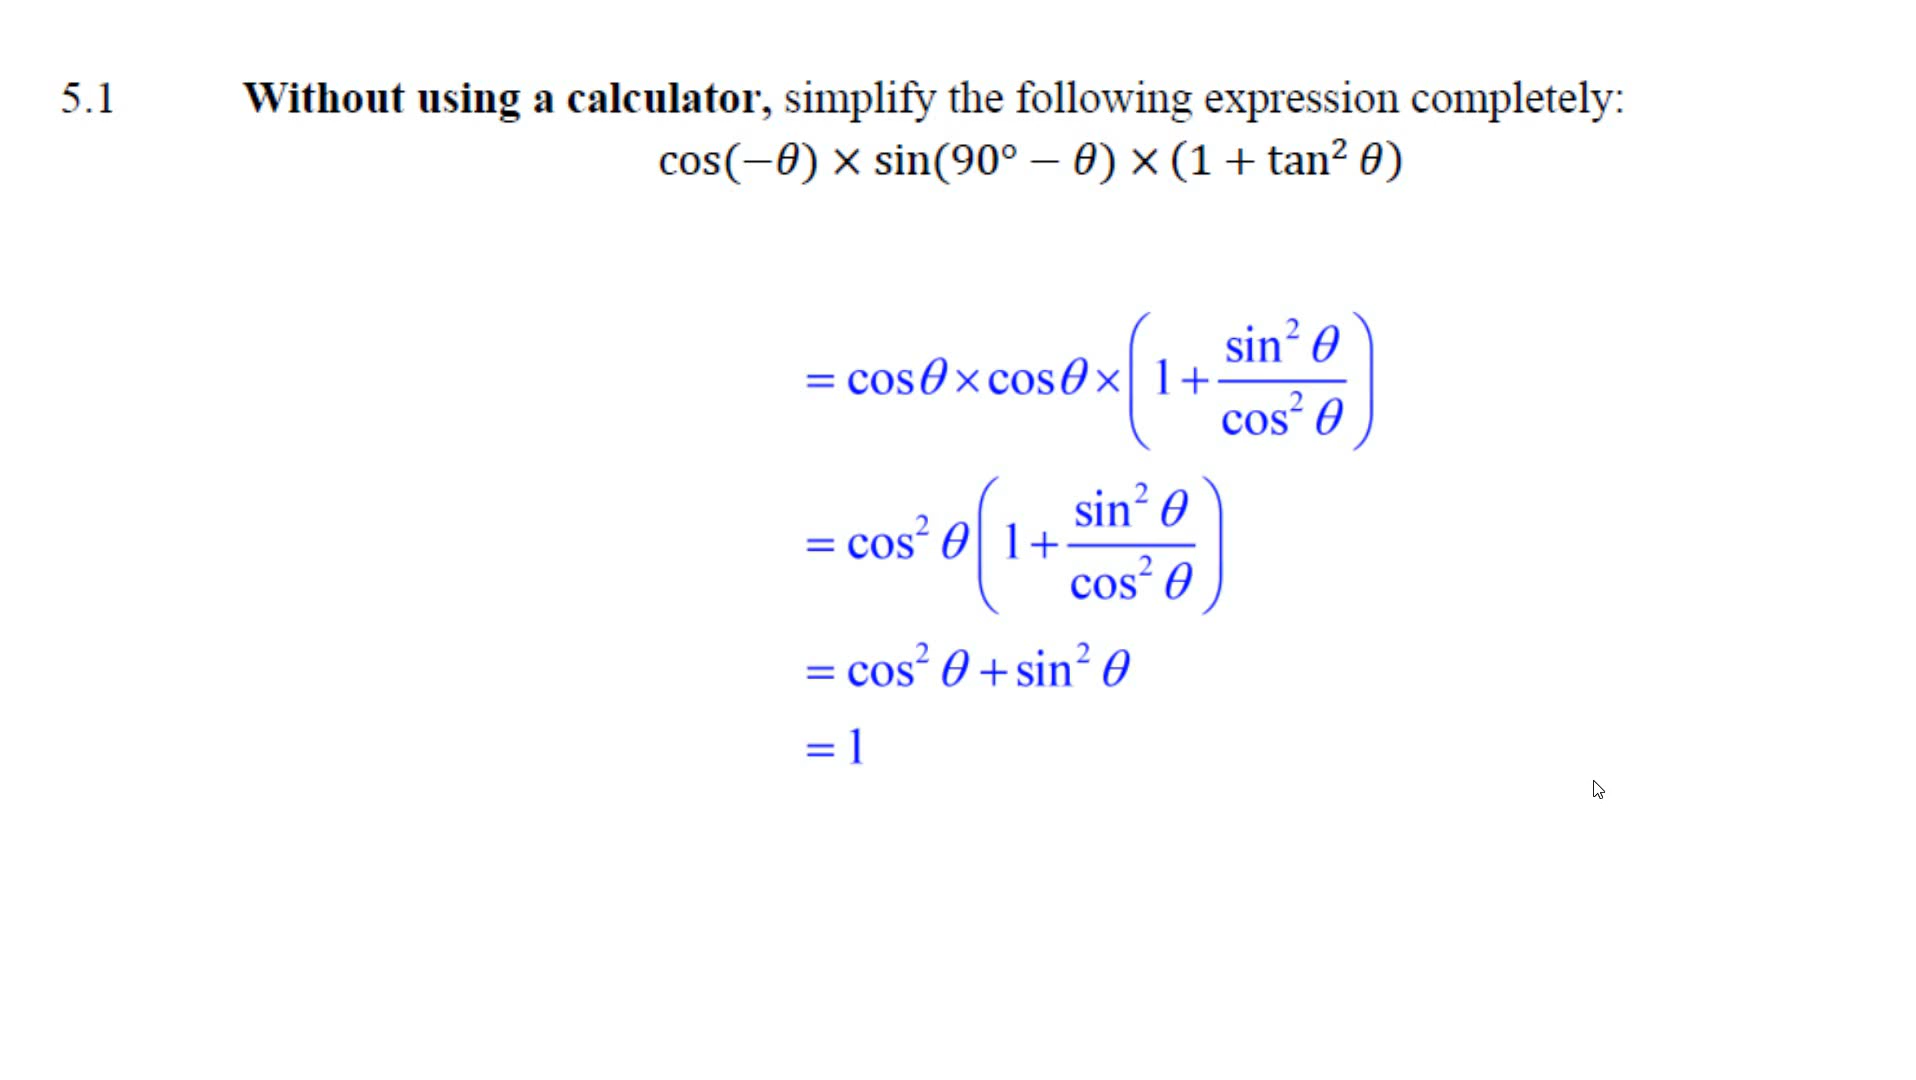 5.1 Without using a calculator, simplify the following expression completely:
cos(−θ) × sin(90° − θ) × (1 + tan² θ)
= cosθ × cosθ × (1 + sin² θ / cos² θ)
= cos² θ (1 + sin² θ / cos² θ)
= cos² θ + sin² θ
= 1